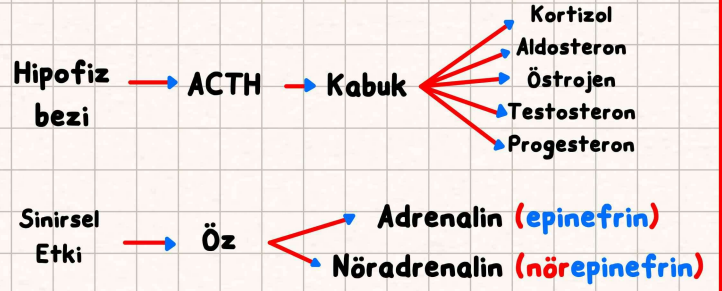 Hipofiz
bezi
ACTH
Kabuk
Kortizol
Aldosteron
Östrojen
Testosteron
Progesteron
Sinirsel
Etki
Öz
Adrenalin (epinefrin)
Nöradrenalin (nörepinefrin)